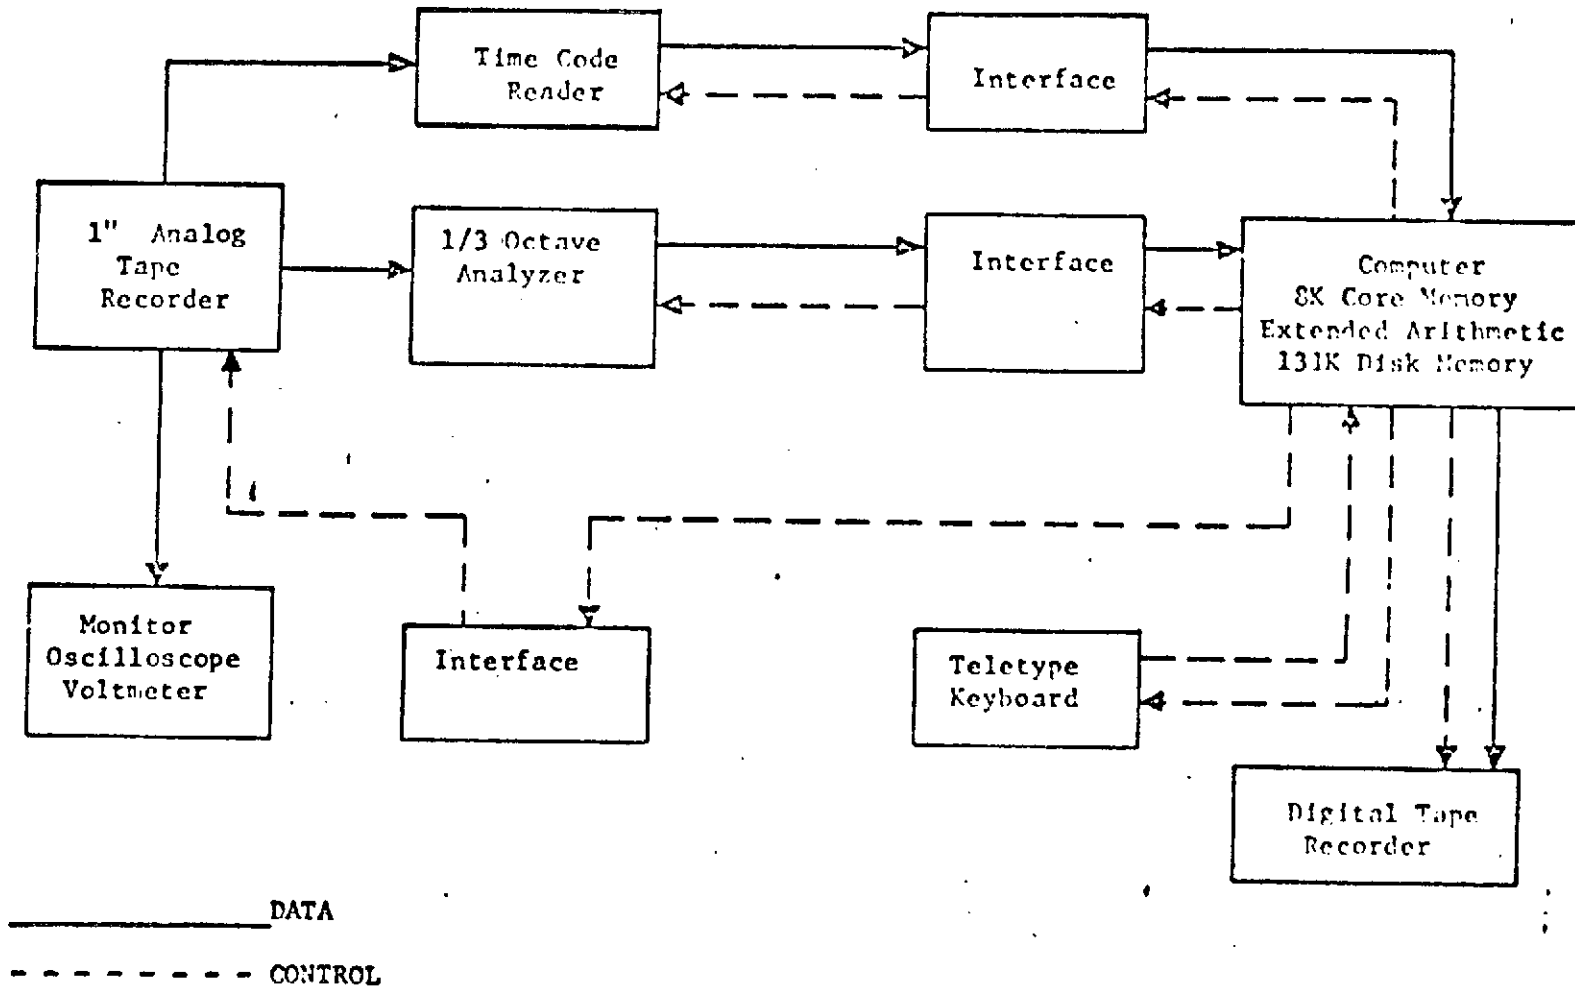 Time Code
Reader
Interface
1" Analog
Tape
Recorder
1/3 Octave
Analyzer
Interface
Computer
8K Core Memory
Extended Arithmetic
131K Disk Memory
Monitor
Oscilloscope
Voltmeter
Interface
Teletype
Keyboard
Digital Tape
Recorder
DATA
CONTROL